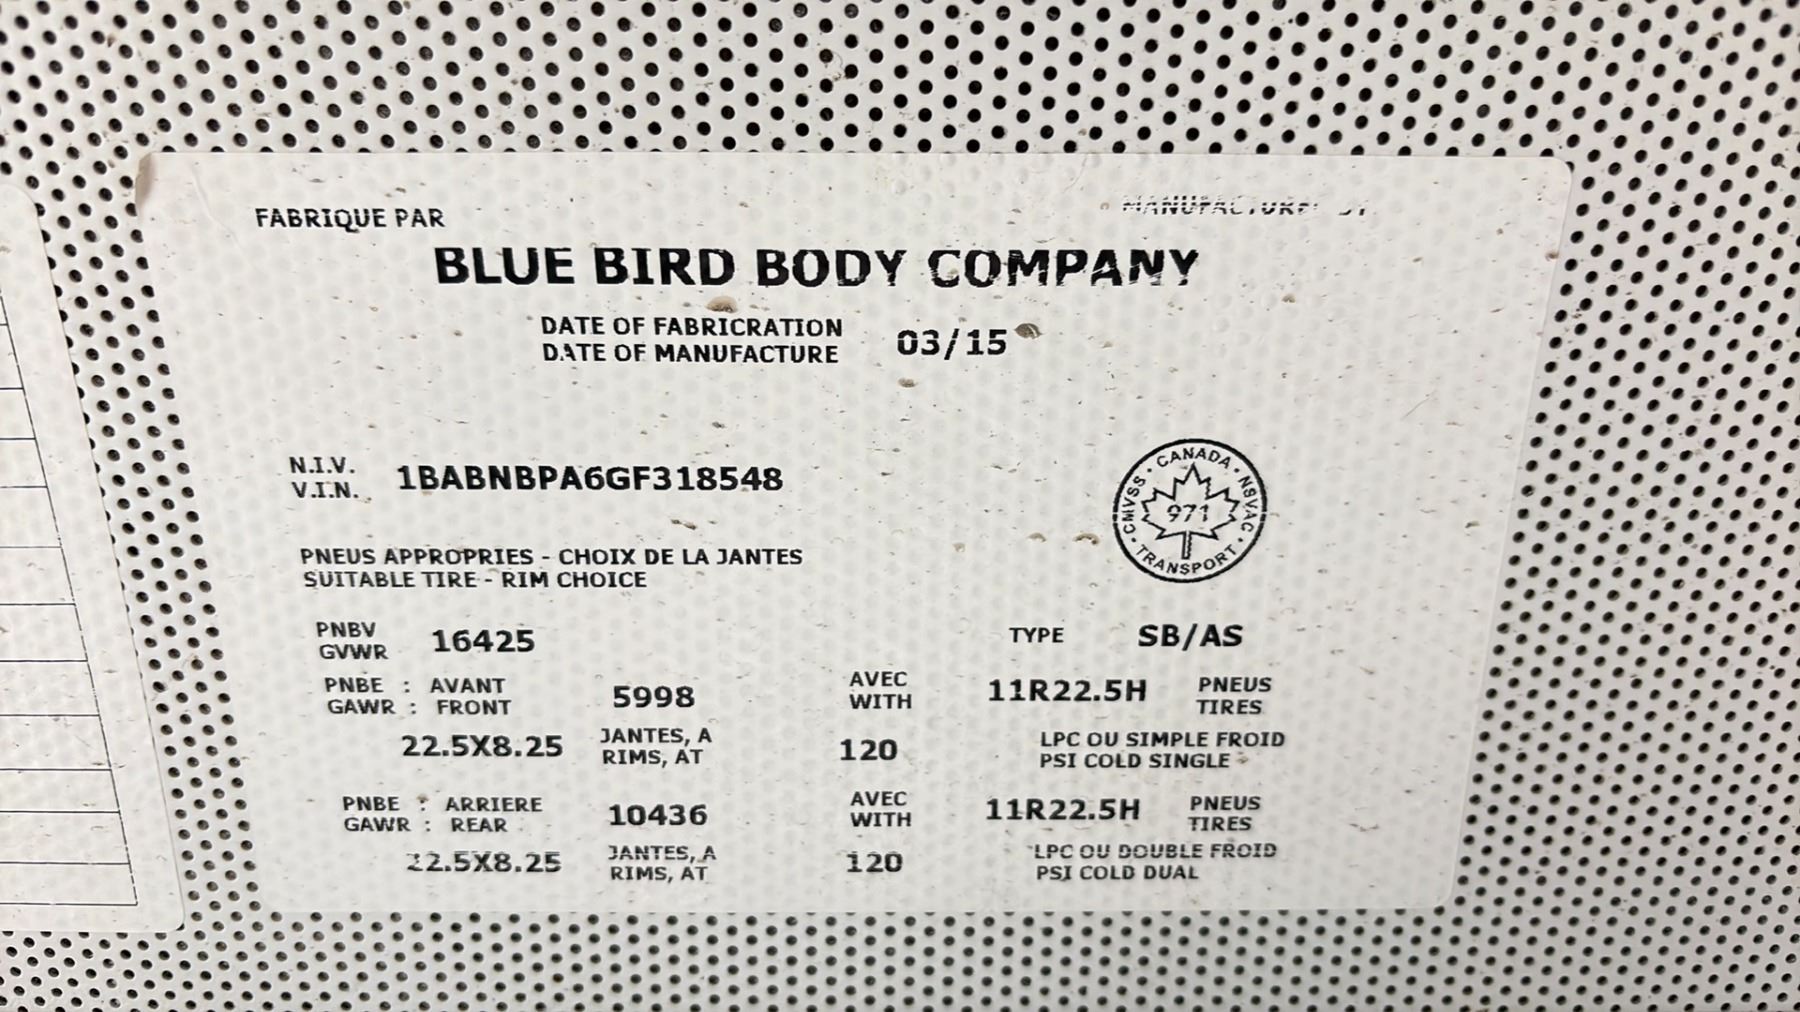 FABRIQUE PAR
MANUFACTURED BY
BLUE BIRD BODY COMPANY
DATE OF FABRICRATION
DATE OF MANUFACTURE
03/15
N.I.V.
V.I.N.
1BABNBPA6GF318548
CANADA · NSVAC · TRANSPORT · CMVSS
971
PNEUS APPROPRIES - CHOIX DE LA JANTES
SUITABLE TIRE - RIM CHOICE
PNBV
GVWR
16425
TYPE SB/AS
PNBE : AVANT
GAWR : FRONT
5998
AVEC
WITH
11R22.5H
PNEUS
TIRES
22.5X8.25
JANTES, A
RIMS, AT
120
LPC OU SIMPLE FROID
PSI COLD SINGLE
PNBE : ARRIERE
GAWR : REAR
10436
AVEC
WITH
11R22.5H
PNEUS
TIRES
22.5X8.25
JANTES, A
RIMS, AT
120
LPC OU DOUBLE FROID
PSI COLD DUAL